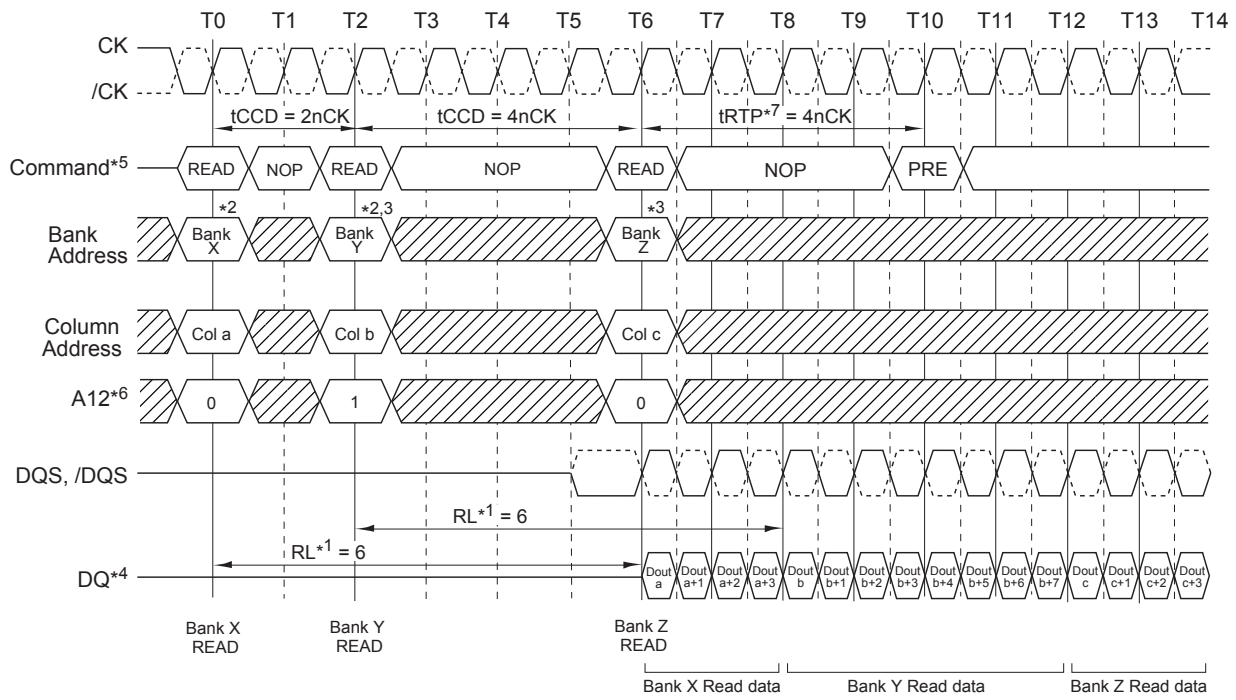 T0 T1 T2 T3 T4 T5 T6 T7 T8 T9 T10 T11 T12 T13 T14
CK
/CK
tCCD = 2nCK tCCD = 4nCK tRTP*7 = 4nCK
Command*5 READ NOP READ NOP READ NOP PRE
*2 *2,3 *3
Bank Address Bank X Bank Y Bank Z
Column Address Col a Col b Col c
A12*6 0 1 0
DQS, /DQS
RL*1 = 6
RL*1 = 6
DQ*4 Dout a Dout a+1 Dout a+2 Dout a+3 Dout b Dout b+1 Dout b+2 Dout b+3 Dout b+4 Dout b+5 Dout b+6 Dout b+7 Dout c Dout c+1 Dout c+2 Dout c+3
Bank X READ Bank Y READ Bank Z READ
Bank X Read data Bank Y Read data Bank Z Read data